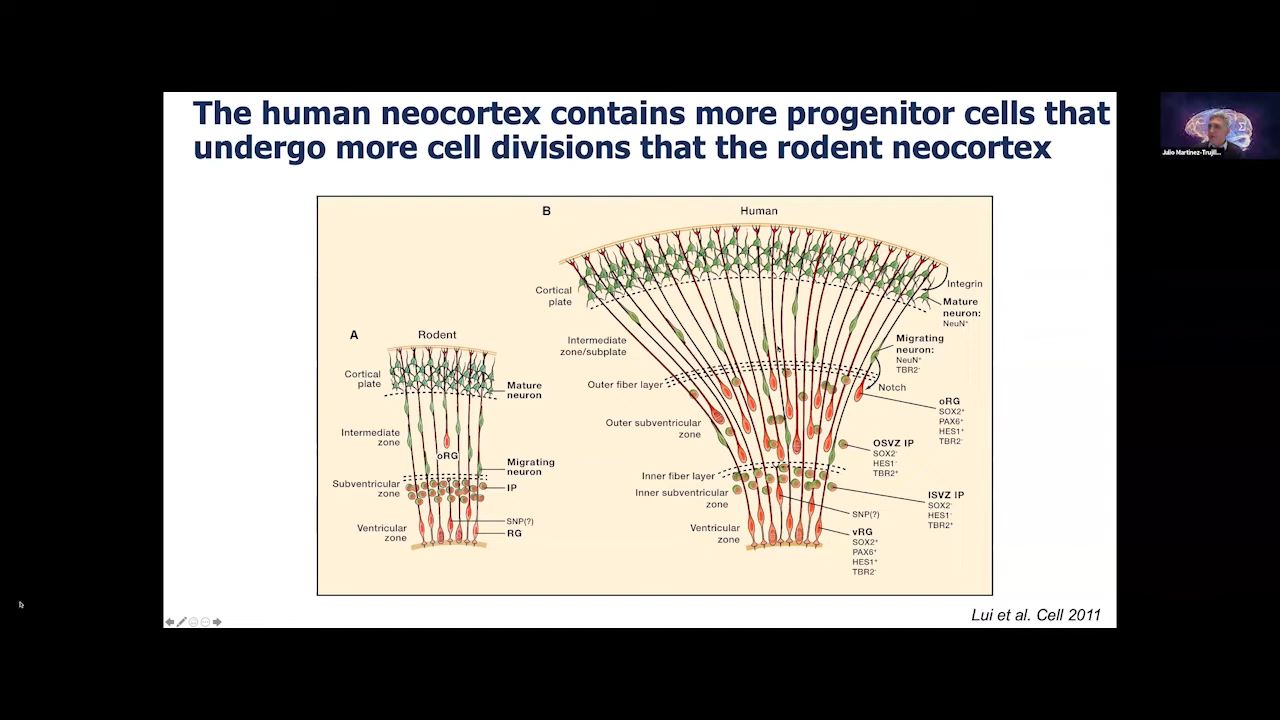 The human neocortex contains more progenitor cells that
undergo more cell divisions that the rodent neocortex
Julio Martinez-Trujill...
A
Rodent
Cortical
plate
Mature
neuron
Intermediate
zone
oRG
Migrating
neuron
Subventricular
zone
IP
SNP(?)
Ventricular
zone
RG
B
Human
Cortical
plate
Integrin
Mature
neuron:
NeuN⁺
Intermediate
zone/subplate
Migrating
neuron:
NeuN⁺
TBR2⁻
Outer fiber layer
Notch
oRG
SOX2⁺
PAX6⁺
HES1⁺
TBR2⁻
Outer subventricular
zone
OSVZ IP
SOX2⁻
HES1⁻
TBR2⁺
Inner fiber layer
Inner subventricular
zone
ISVZ IP
SOX2⁻
HES1⁻
TBR2⁺
SNP(?)
Ventricular
zone
vRG
SOX2⁺
PAX6⁺
HES1⁺
TBR2⁻
Lui et al. Cell 2011